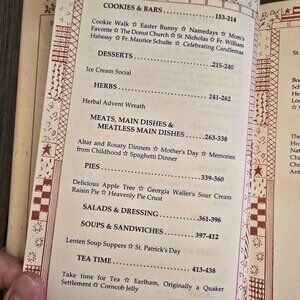 COOKIES & BARS ..................153-214
Cookie Walk ☆ Easter Bunny ☆ Namedays ☆ Mom's
Favorite ☆ The Donut Church ☆ St. Nicholas ☆ Fr. William
Habensy ☆ Fr. Maurice Schulte ☆ Celebrating Candlemas
DESSERTS ..........................215-240
Ice Cream Social
HERBS ................................241-262
Herbal Advent Wreath
MEATS, MAIN DISHES &
MEATLESS MAIN DISHES ........263-338
Altar and Rosary Dinners ☆ Mother's Day ☆ Memories
from Childhood ☆ Spaghetti Dinner
PIES ....................................339-360
Delicious Apple Tree ☆ Georgia Waller's Sour Cream
Raisin Pie ☆ Heavenly Pie Crust
SALADS & DRESSING ............361-396
SOUPS & SANDWICHES .........397-412
Lenten Soup Suppers ☆ St. Patrick's Day
TEA TIME ...........................413-438
Take time for Tea ☆ Earlham, Originally a Quaker
Settlement ☆ Corncob Jelly